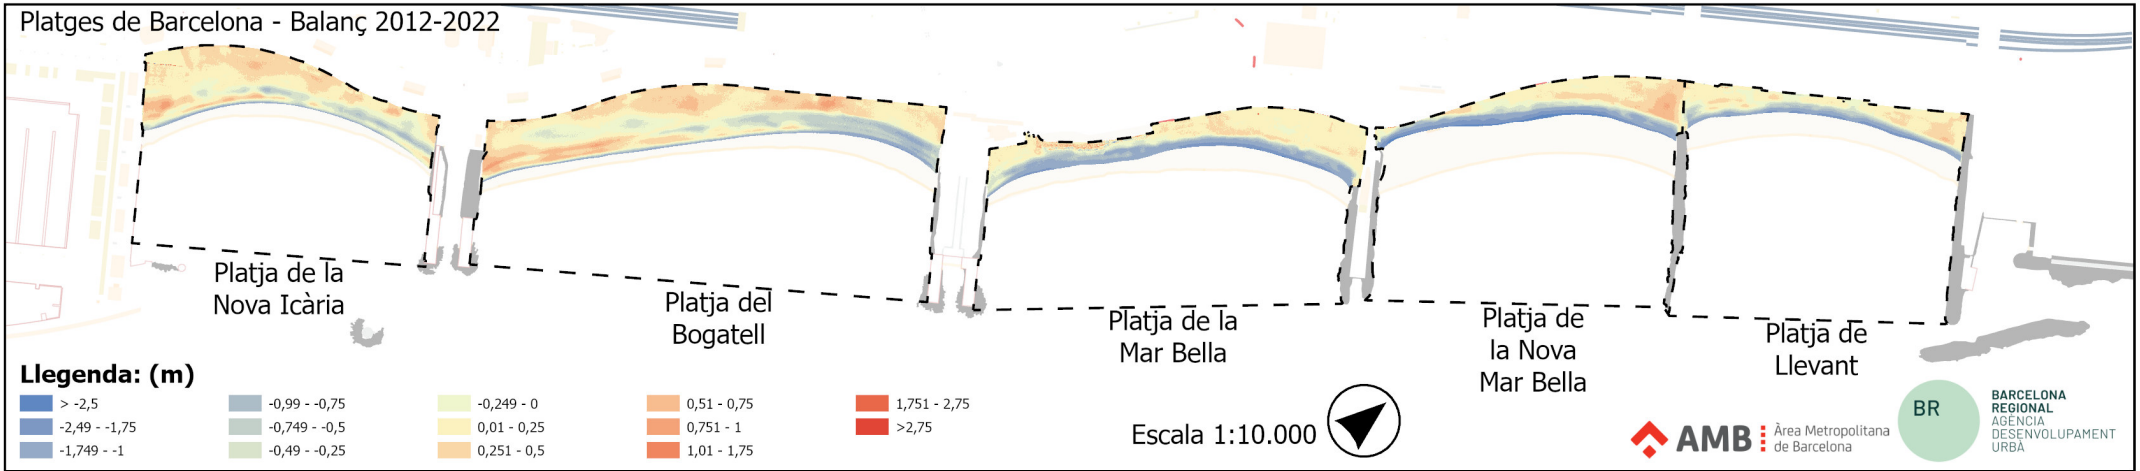 Platges de Barcelona - Balanç 2012-2022
Platja de la
Nova Icària
Platja del
Bogatell
Platja de la
Mar Bella
Platja de
la Nova
Mar Bella
Platja de
Llevant
Llegenda: (m)
> -2,5
-2,49 - -1,75
-1,749 - -1
-0,99 - -0,75
-0,749 - -0,5
-0,49 - -0,25
-0,249 - 0
0,01 - 0,25
0,251 - 0,5
0,51 - 0,75
0,751 - 1
1,01 - 1,75
1,751 - 2,75
>2,75
Escala 1:10.000
AMB
Àrea Metropolitana
de Barcelona
BR
BARCELONA
REGIONAL
AGÈNCIA
DESENVOLUPAMENT
URBÀ